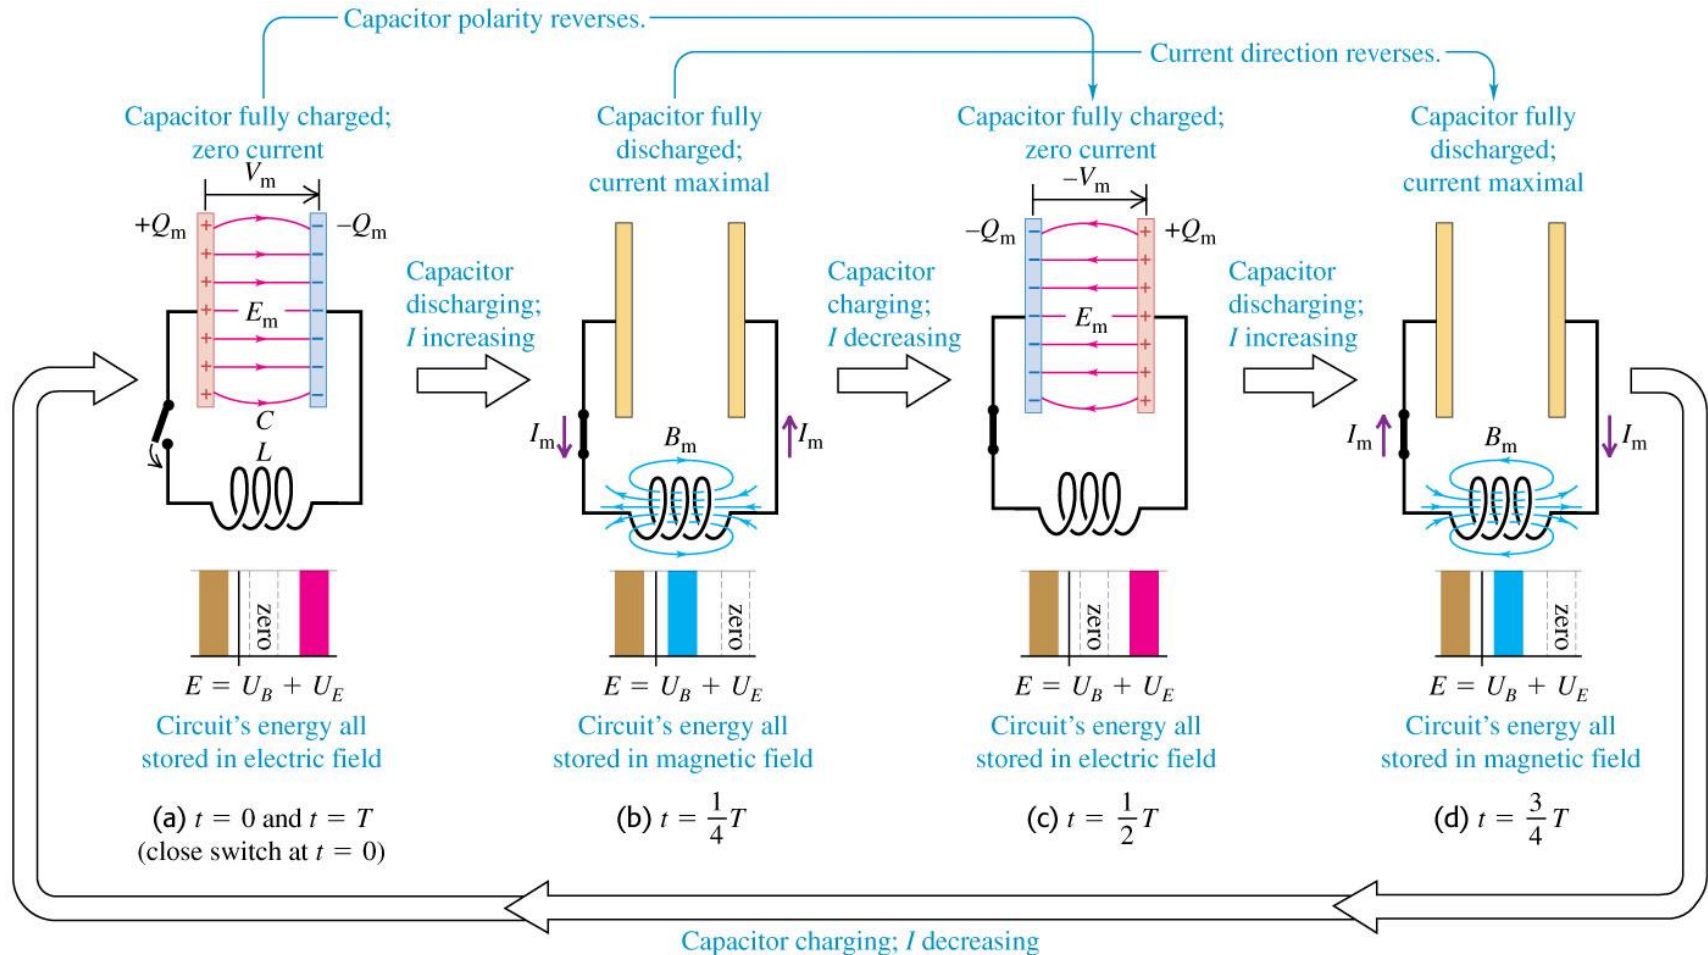 Capacitor polarity reverses.
Current direction reverses.
Capacitor fully charged;
zero current
Vm
+Qm
−Qm
Em
C
L
Capacitor
discharging;
I increasing
Capacitor fully
discharged;
current maximal
Im
Bm
Im
Capacitor
charging;
I decreasing
Capacitor fully charged;
zero current
−Vm
−Qm
+Qm
Em
Capacitor
discharging;
I increasing
Capacitor fully
discharged;
current maximal
Im
Bm
Im
zero
E = UB + UE
Circuit's energy all
stored in electric field
(a) t = 0 and t = T
(close switch at t = 0)
zero
E = UB + UE
Circuit's energy all
stored in magnetic field
(b) t = 1/4 T
zero
E = UB + UE
Circuit's energy all
stored in electric field
(c) t = 1/2 T
zero
E = UB + UE
Circuit's energy all
stored in magnetic field
(d) t = 3/4 T
Capacitor charging; I decreasing